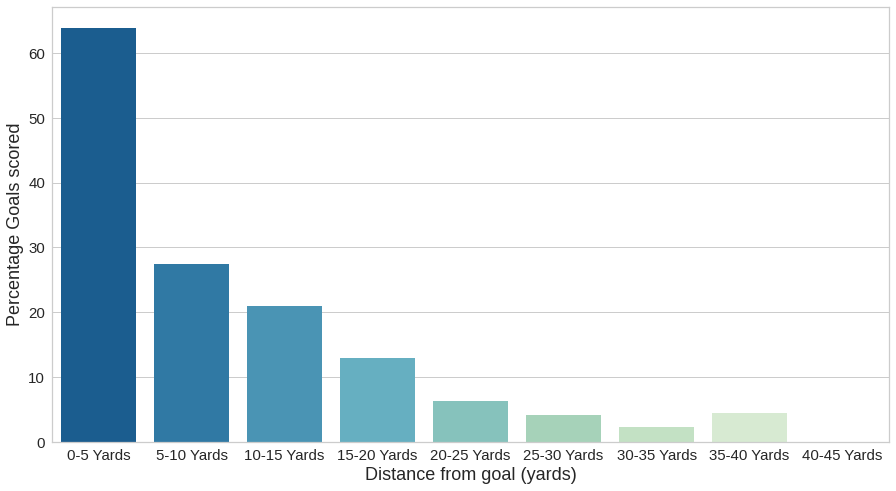 Percentage Goals scored
60
50
40
30
20
10
0
0-5 Yards 5-10 Yards 10-15 Yards 15-20 Yards 20-25 Yards 25-30 Yards 30-35 Yards 35-40 Yards 40-45 Yards
Distance from goal (yards)